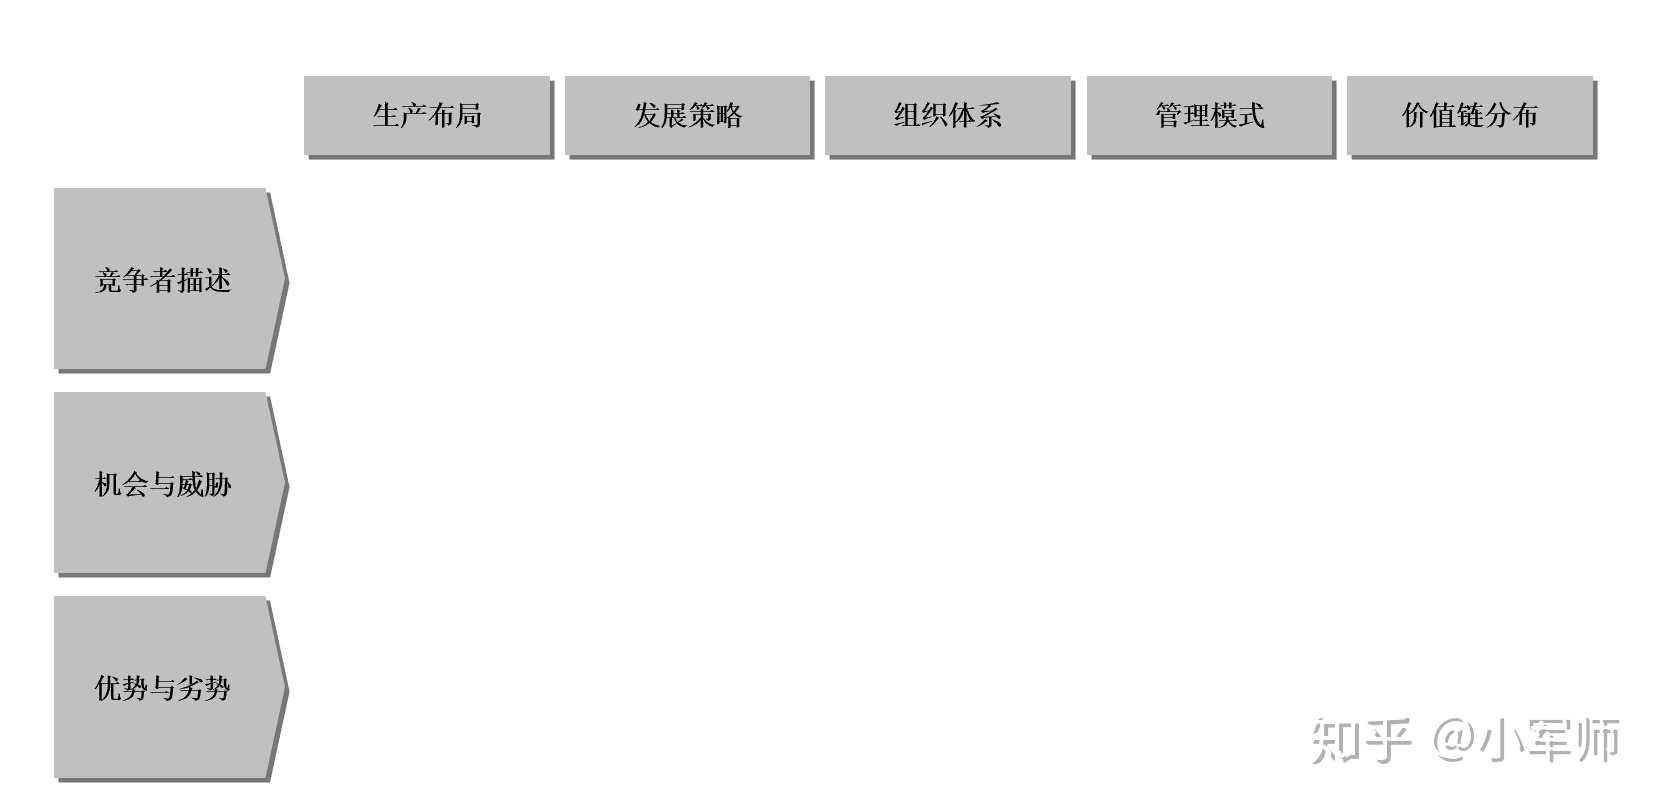 生产布局
发展策略
组织体系
管理模式
价值链分布
竞争者描述
机会与威胁
优势与劣势
知乎 @小军师